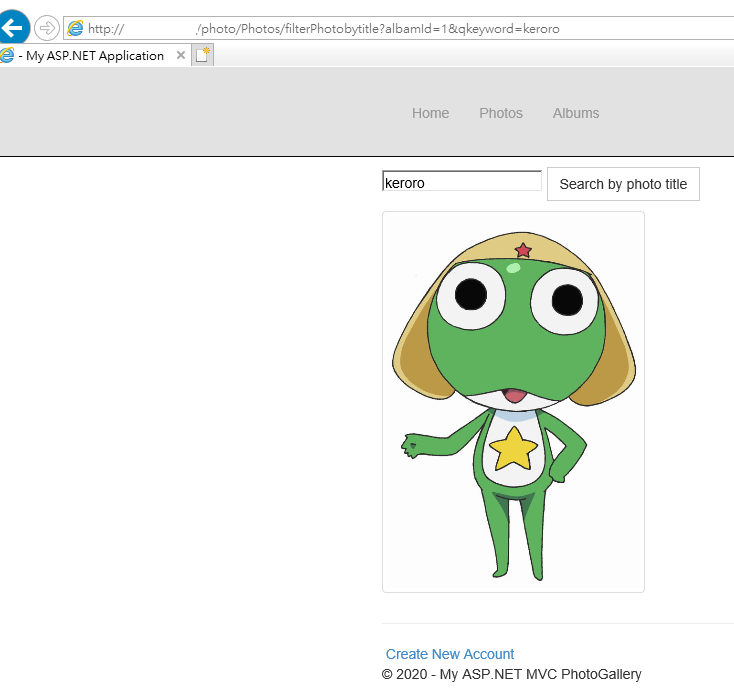 http:// /photo/Photos/filterPhotobytitle?albamId=1&qkeyword=keroro
- My ASP.NET Application
Home Photos Albums
keroro Search by photo title
Create New Account
© 2020 - My ASP.NET MVC PhotoGallery